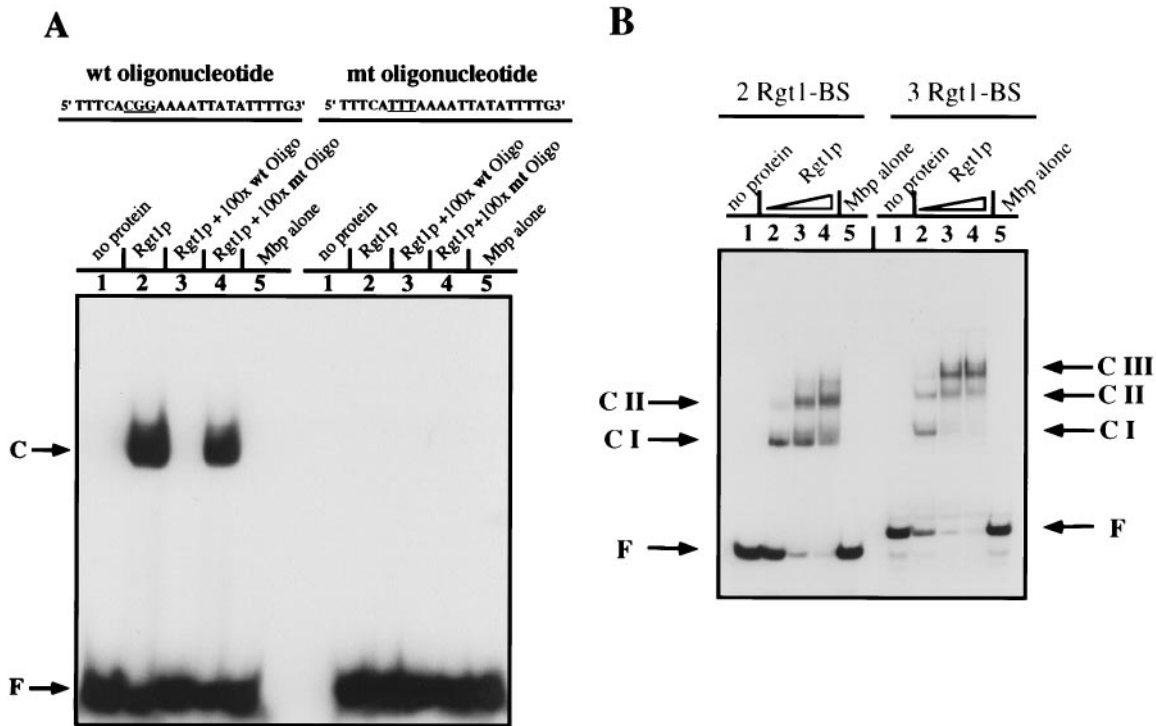 A
wt oligonucleotide
5' TTTCACGGAAAATTATATTTTG3'
mt oligonucleotide
5' TTTCATTTAAAATTATATTTTG3'
no protein
Rgt1p
Rgt1p + 100x wt Oligo
Rgt1p + 100x mt Oligo
Mbp alone
no protein
Rgt1p
Rgt1p + 100x wt Oligo
Rgt1p+100x mt Oligo
Mbp alone
1 2 3 4 5 1 2 3 4 5
C
F
B
2 Rgt1-BS 3 Rgt1-BS
no protein
Rgt1p
Mbp alone
no protein
Rgt1p
Mbp alone
1 2 3 4 5 1 2 3 4 5
C II
C I
F
C III
C II
C I
F